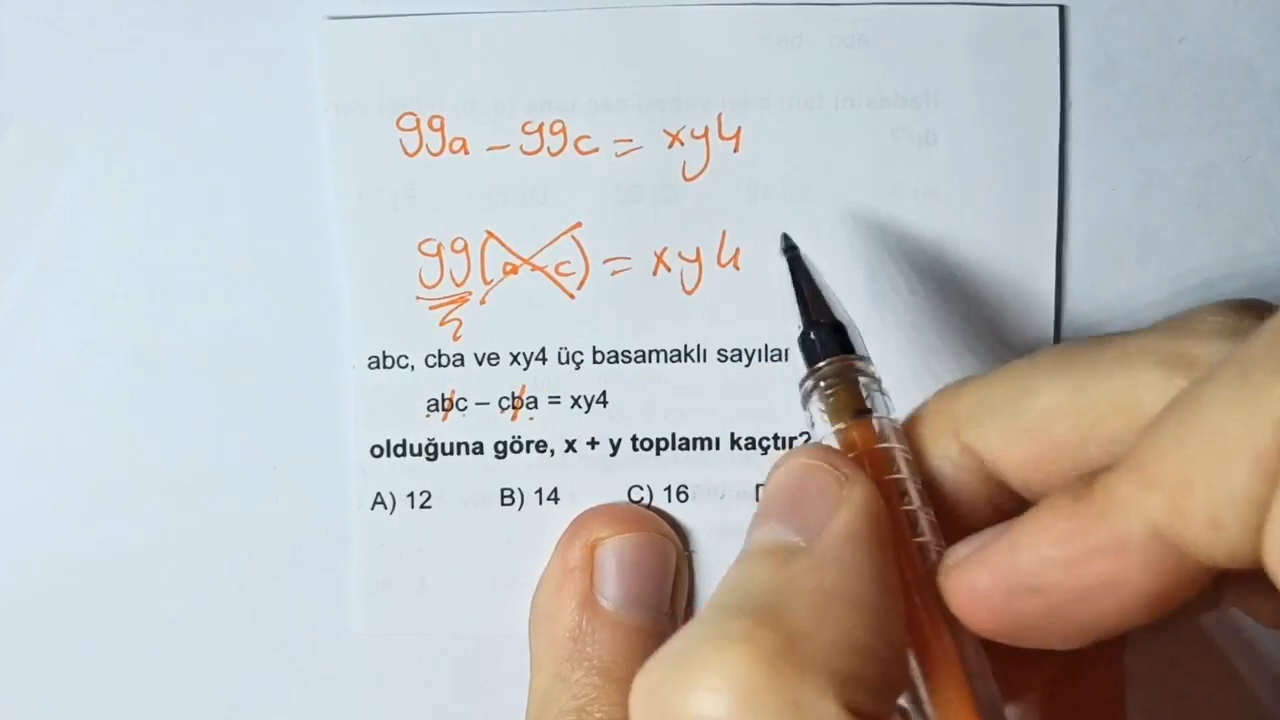 99a - 99c = xy4
99(a-c) = xy4
abc, cba ve xy4 üç basamaklı sayılar
abc – cba = xy4
olduğuna göre, x + y toplamı kaçtır?
A) 12 B) 14 C) 16